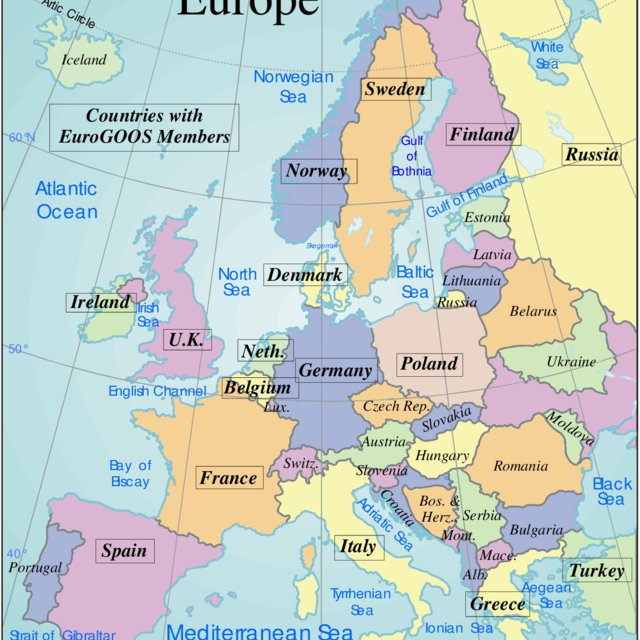 Europe
Artic Circle
Iceland
White
Sea
Norwegian
Sea
Sweden
Countries with
EuroGOOS Members
60°N
Finland
Gulf
of
Bothnia
Russia
Norway
Atlantic
Ocean
Gulf of Finland
Estonia
Skegerrak
Latvia
North
Sea
Denmark
Baltic
Sea
Lithuania
Russia
Ireland
Irish
Sea
Belarus
U.K.
50°
Neth.
Germany
Poland
Ukraine
English Channel
Belgium
Lux.
Czech Rep.
Slovakia
Moldova
Austria
Hungary
Bay of
BIscay
France
Switz.
Slovenia
Romania
Croatia
Bos. &
Herz.
Serbia
Black
Sea
Adriatic Sea
Bulgaria
Mont.
40°
Spain
Italy
Mace.
Portugal
Alb.
Turkey
Tyrrhenian
Sea
Greece
Aegean
Sea
Strait of Gibraltar
Mediterranean Sea
Ionian Sea